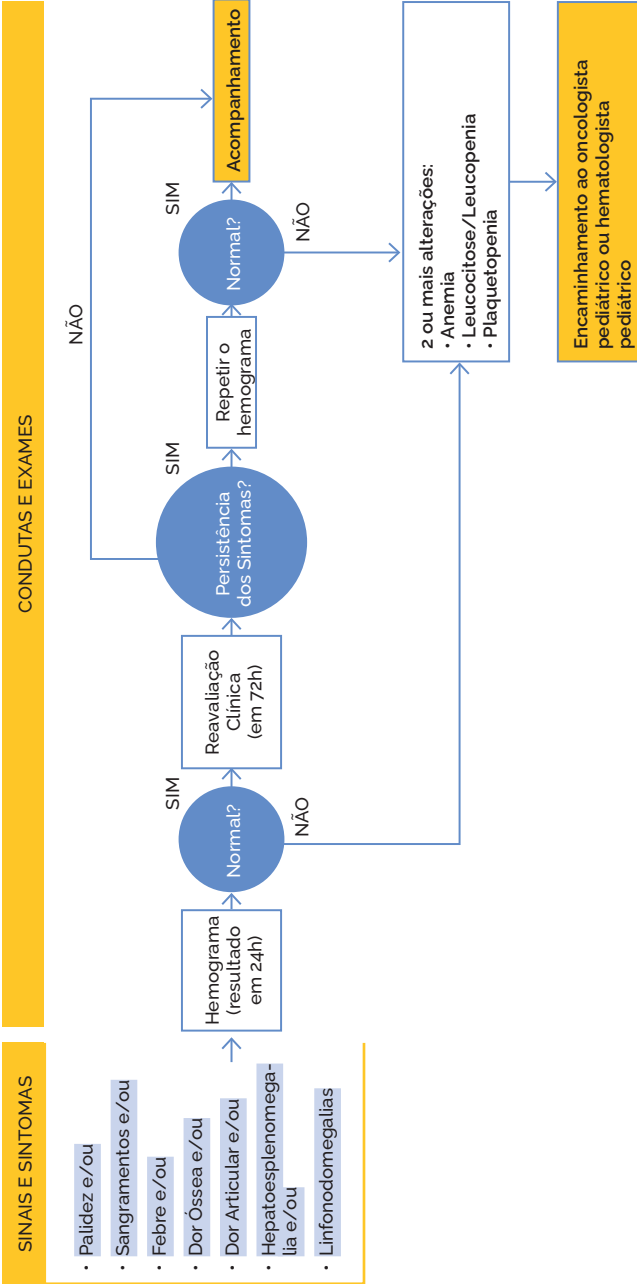 SINAIS E SINTOMAS
• Palidez e/ou
• Sangramentos e/ou
• Febre e/ou
• Dor Óssea e/ou
• Dor Articular e/ou
• Hepatoesplenomega-
lia e/ou
• Linfonodomegalias
CONDUTAS E EXAMES
Hemograma
(resultado
em 24h)
Normal?
SIM
NÃO
Reavaliação
Clínica
(em 72h)
Persistência
dos Sintomas?
SIM
NÃO
Repetir o
hemograma
Normal?
SIM
NÃO
Acompanhamento
2 ou mais alterações:
• Anemia
• Leucocitose/Leucopenia
• Plaquetopenia
Encaminhamento ao oncologista
pediátrico ou hematologista
pediátrico